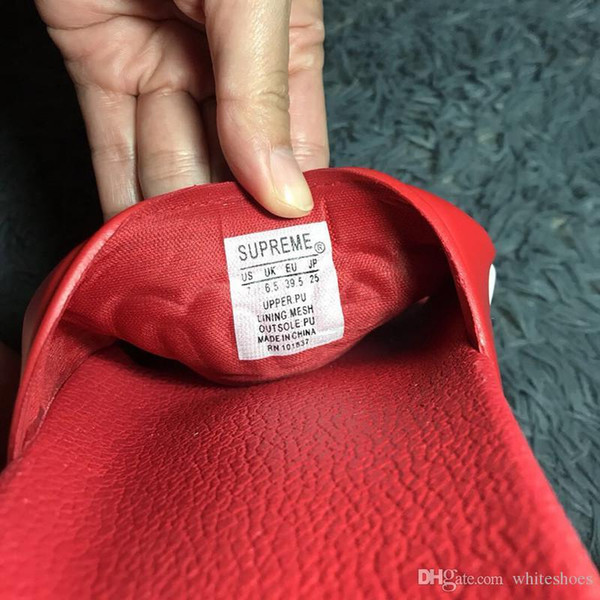 SUPREME ®
US UK EU JP
7 6.5 39.5 25
UPPER.PU
LINING MESH
OUTSOLE.PU
MADE IN CHINA
RN 101837
DHgate.com whiteshoes